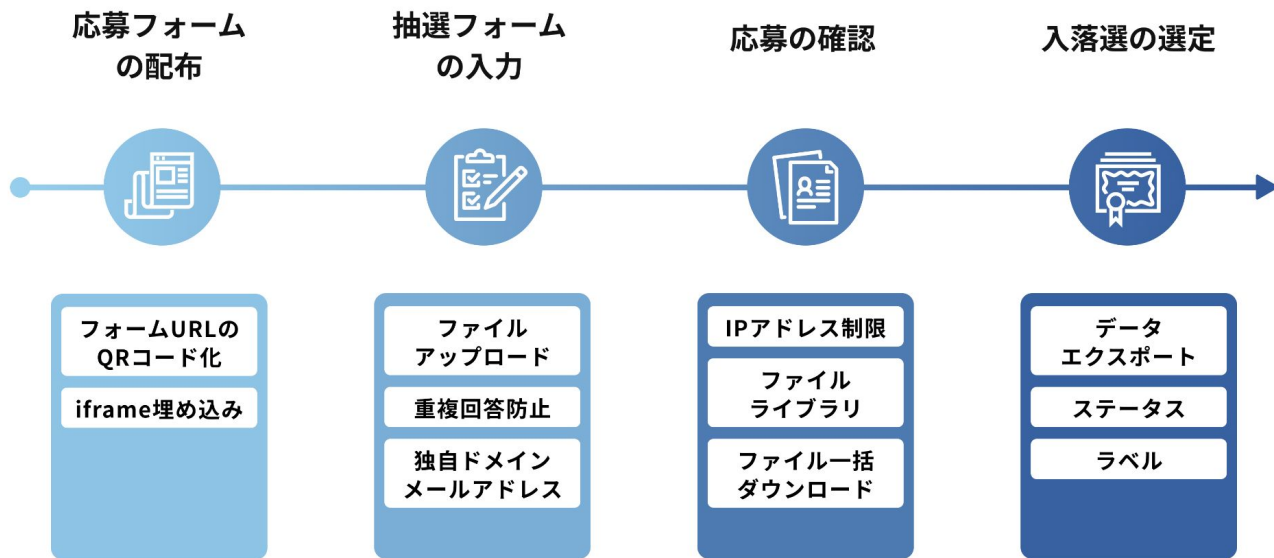 応募フォーム
の配布
抽選フォーム
の入力
応募の確認
入落選の選定
フォームURLの
QRコード化
iframe埋め込み
ファイル
アップロード
重複回答防止
独自ドメイン
メールアドレス
IPアドレス制限
ファイル
ライブラリ
ファイル一括
ダウンロード
データ
エクスポート
ステータス
ラベル